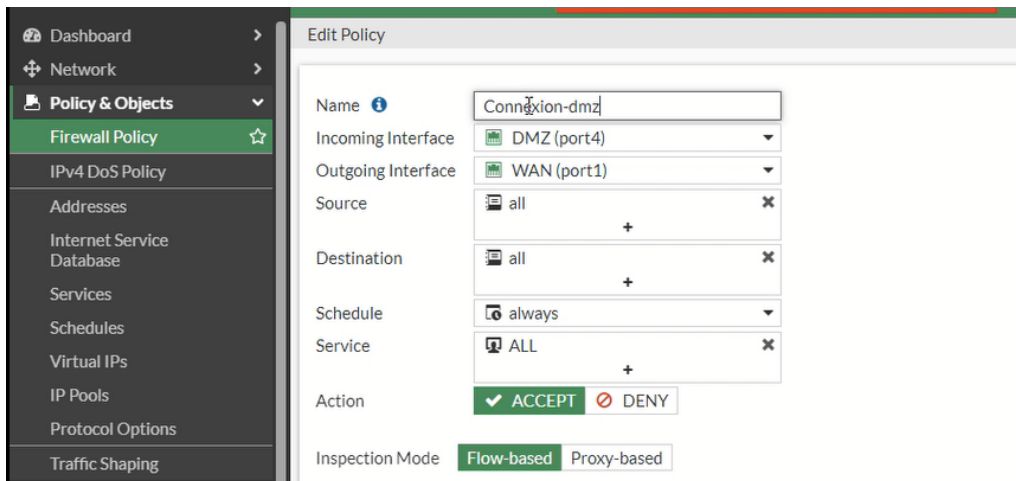 Dashboard
Network
Policy & Objects
Firewall Policy
IPv4 DoS Policy
Addresses
Internet Service
Database
Services
Schedules
Virtual IPs
IP Pools
Protocol Options
Traffic Shaping
Edit Policy
Name Connexion-dmz
Incoming Interface DMZ (port4)
Outgoing Interface WAN (port1)
Source all
+
Destination all
+
Schedule always
Service ALL
+
Action ACCEPT DENY
Inspection Mode Flow-based Proxy-based